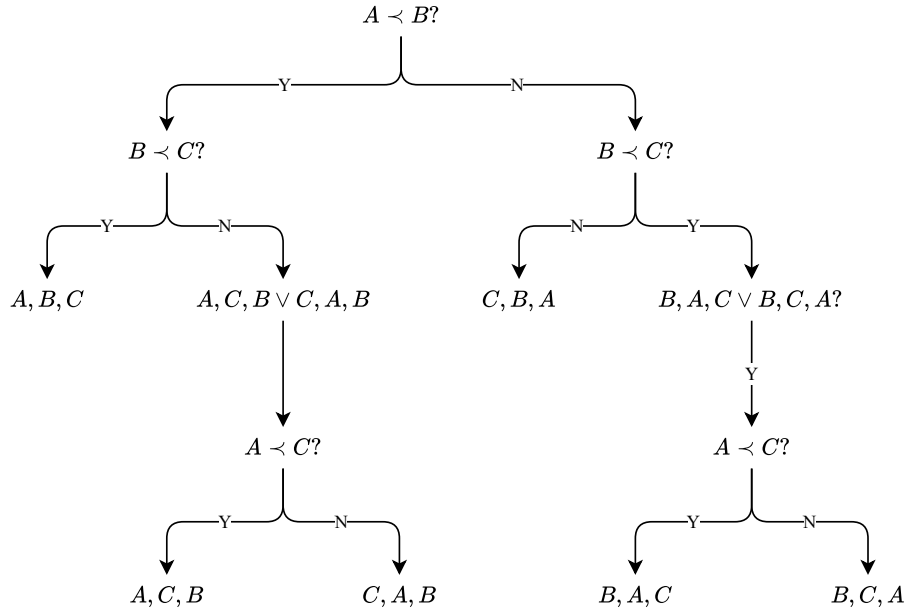 A ≺ B?
Y N
B ≺ C? B ≺ C?
Y N N Y
A, B, C A, C, B ∨ C, A, B C, B, A B, A, C ∨ B, C, A?
Y
A ≺ C? A ≺ C?
Y N Y N
A, C, B C, A, B B, A, C B, C, A